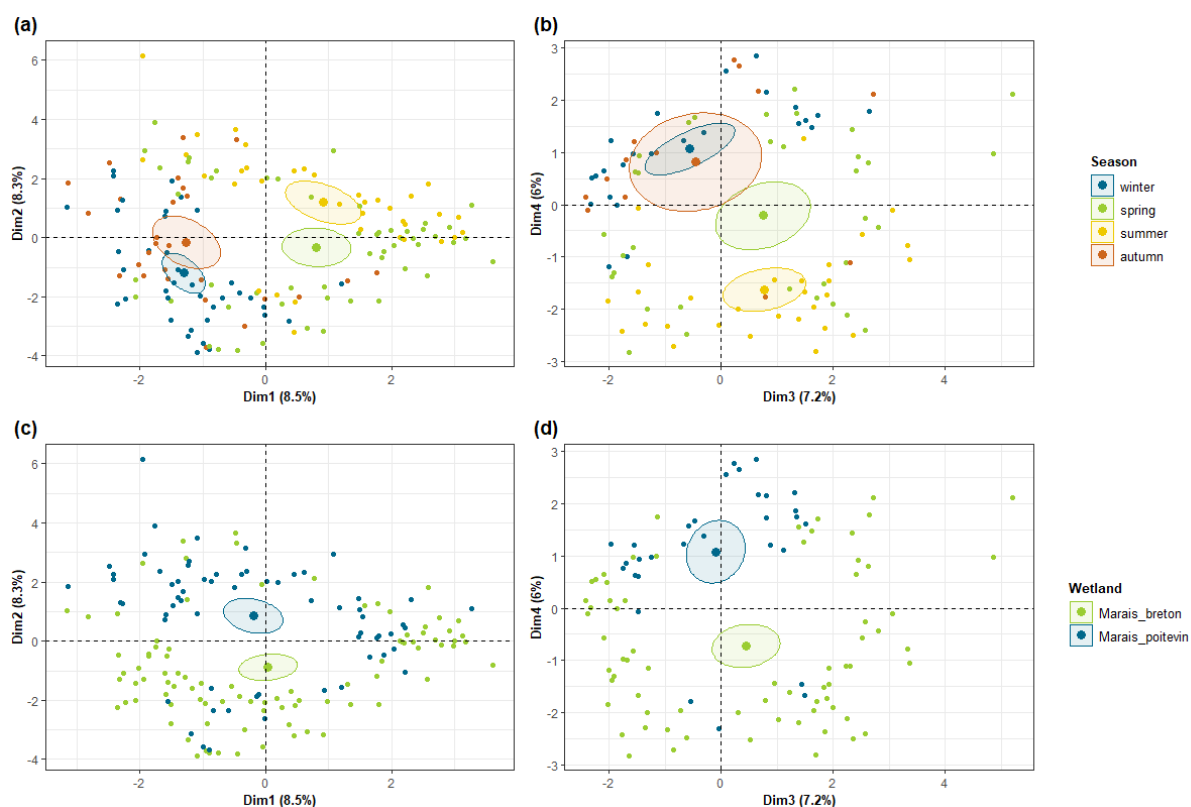 (a)
6
4
2
0
-2
-4
Dim2 (8.3%)
-2
0
2
Dim1 (8.5%)
(b)
3
2
1
0
-1
-2
-3
Dim4 (6%)
-2
0
2
4
Dim3 (7.2%)
Season
winter
spring
summer
autumn
(c)
6
4
2
0
-2
-4
Dim2 (8.3%)
-2
0
2
Dim1 (8.5%)
(d)
3
2
1
0
-1
-2
-3
Dim4 (6%)
-2
0
2
4
Dim3 (7.2%)
Wetland
Marais_breton
Marais_poitevin